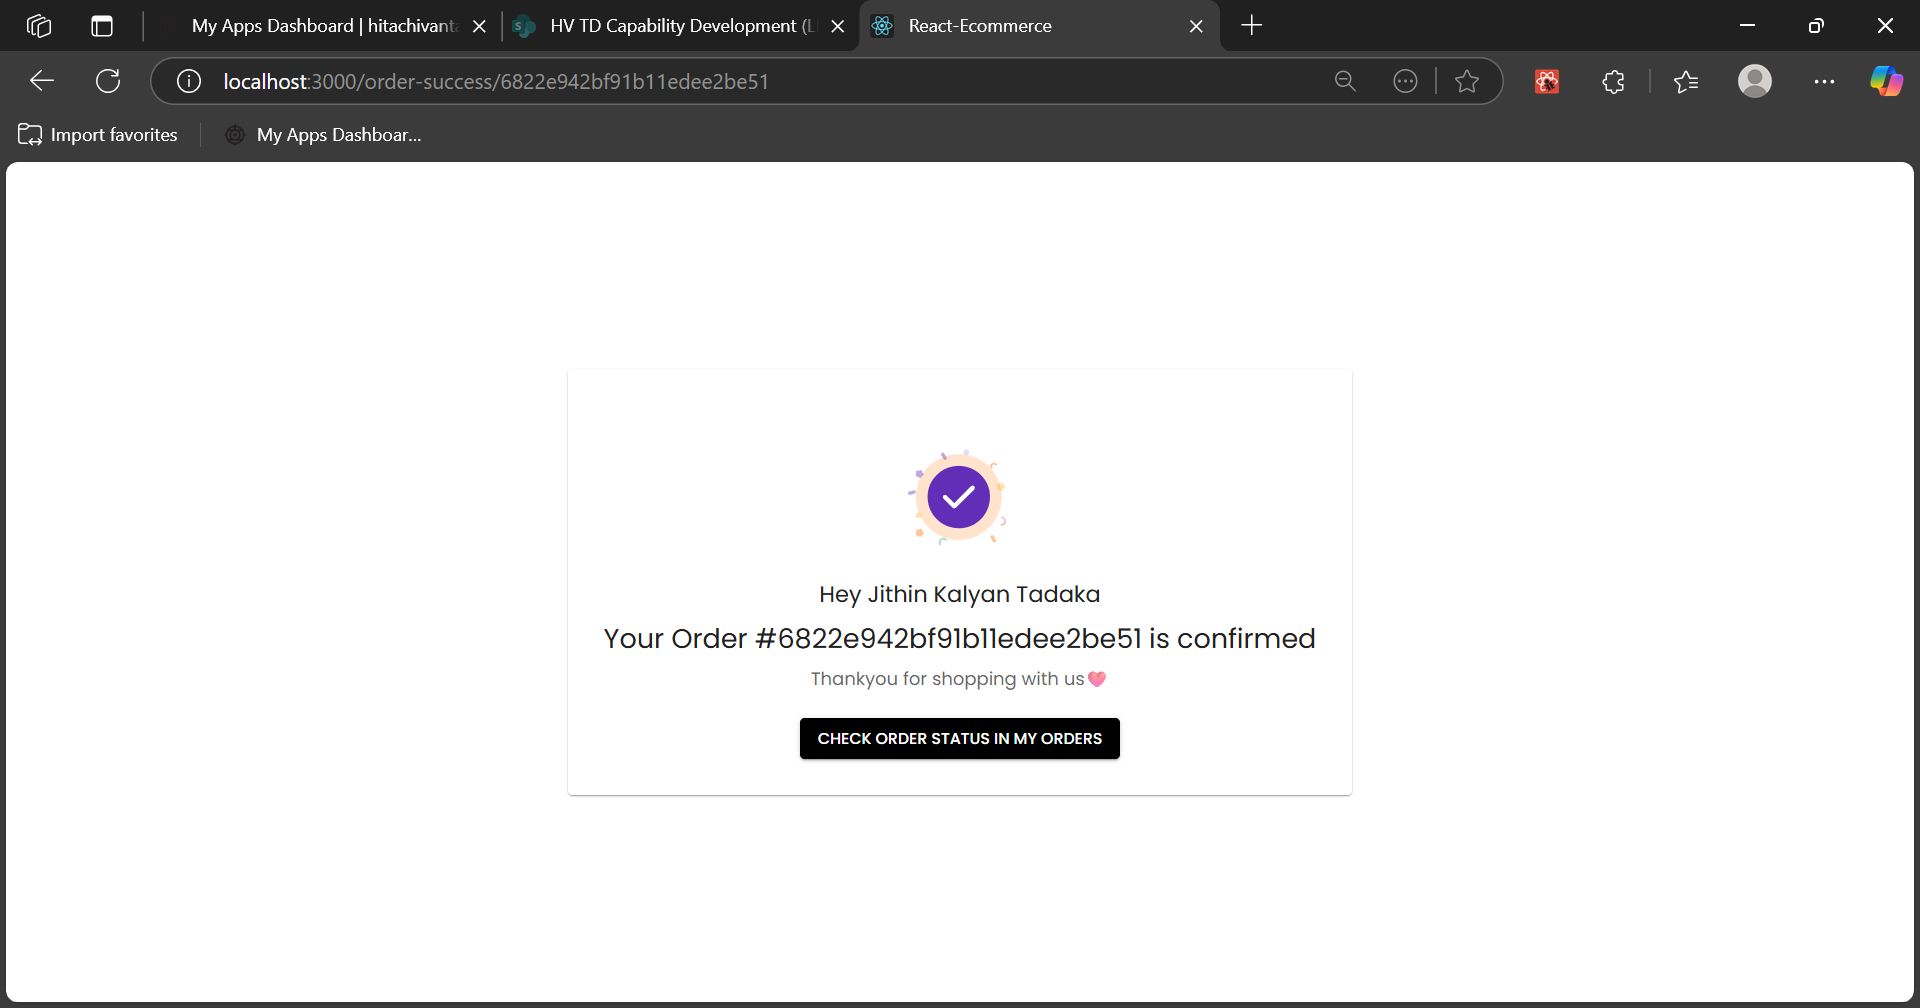 My Apps Dashboard | hitachivanta
HV TD Capability Development (L
React-Ecommerce
localhost:3000/order-success/6822e942bf91b11edee2be51
Import favorites
My Apps Dashboar...
Hey Jithin Kalyan Tadaka
Your Order #6822e942bf91b11edee2be51 is confirmed
Thankyou for shopping with us💗
CHECK ORDER STATUS IN MY ORDERS